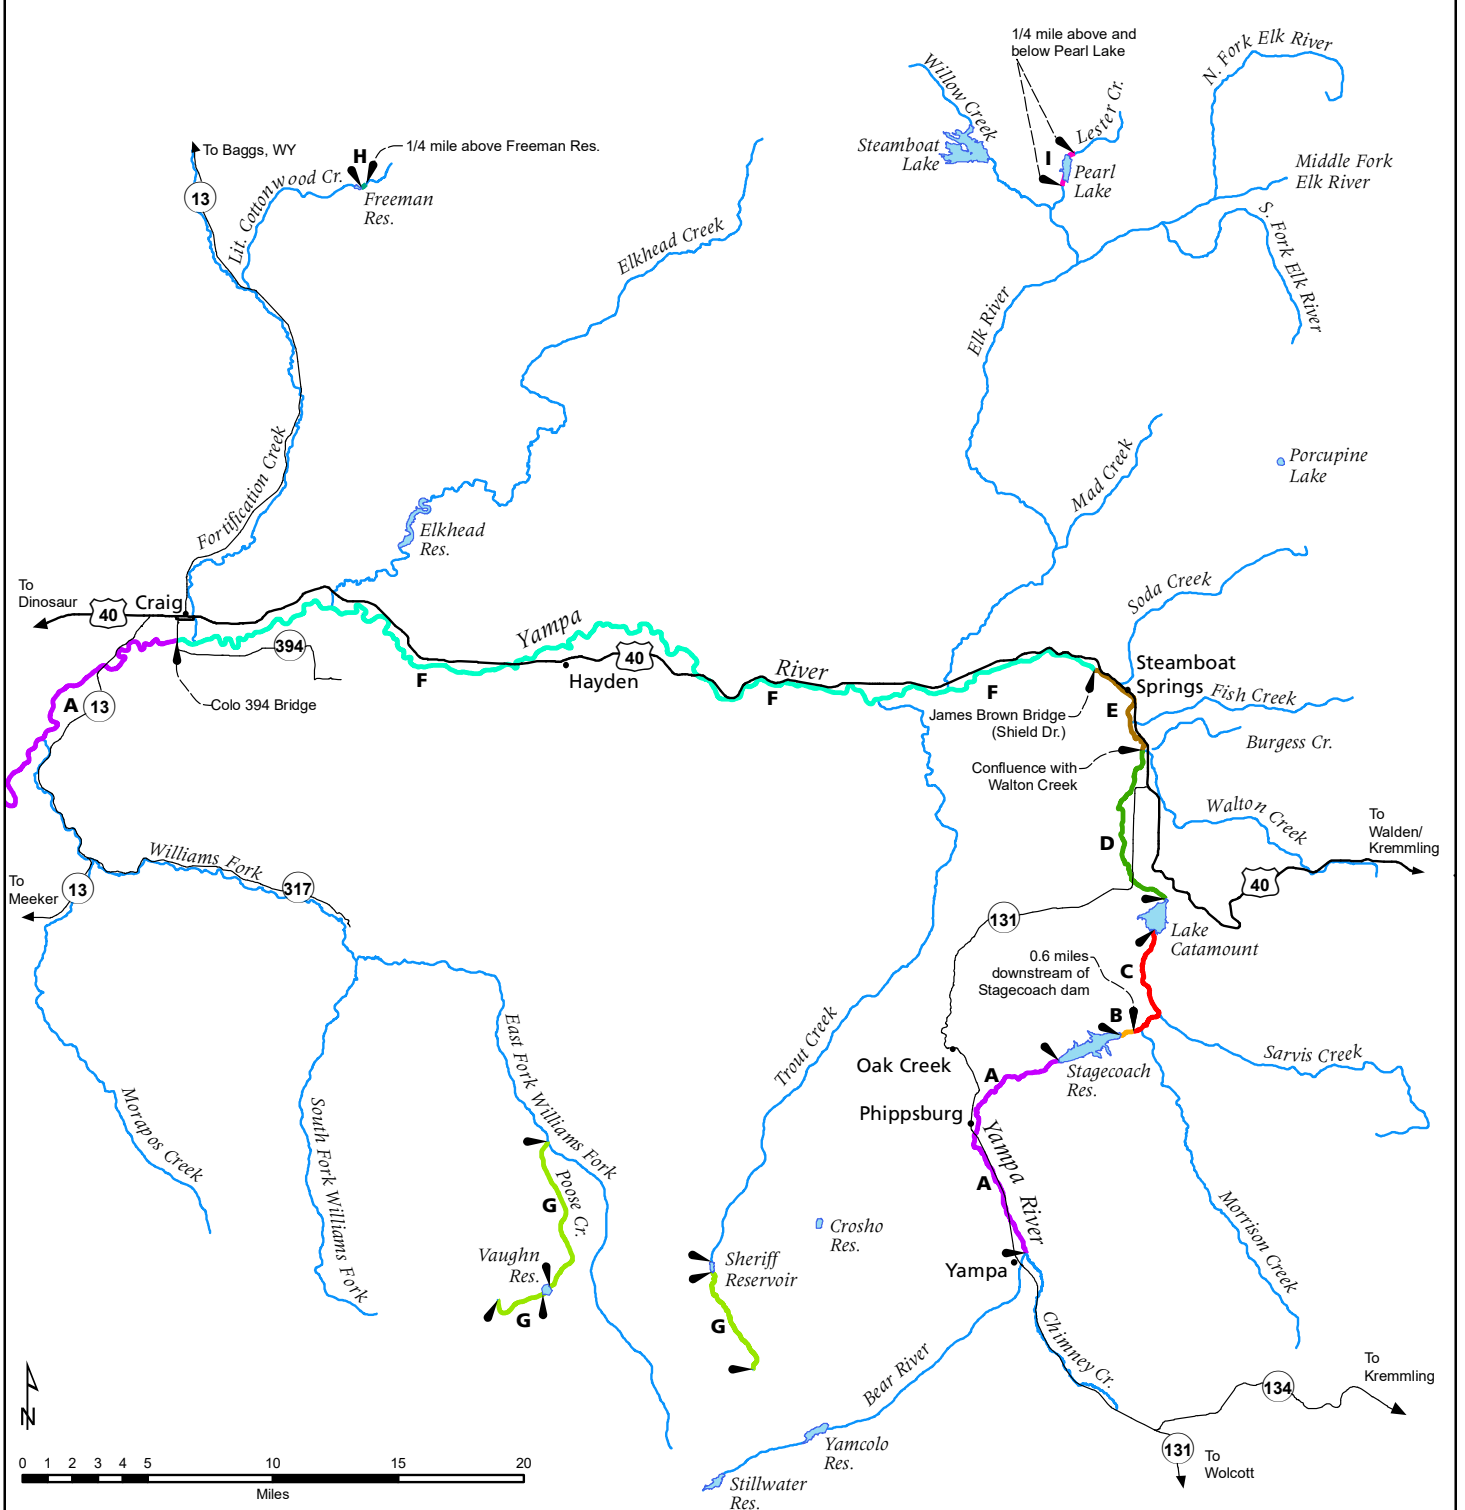 1/4 mile above and
below Pearl Lake
N. Fork Elk River
Willow Creek
Lester Cr.
Steamboat
Lake
I
Pearl
Lake
Middle Fork
Elk River
S. Fork Elk River
To Baggs, WY
H
1/4 mile above Freeman Res.
13
Lit. Cottonwood Cr.
Freeman
Res.
Elkhead Creek
Elk River
Fortification Creek
Mad Creek
Porcupine
Lake
Elkhead
Res.
To
Dinosaur
40
Craig
Soda Creek
Yampa
394
40
River
Steamboat
Springs
F
Hayden
F
F
Fish Creek
A
13
Colo 394 Bridge
James Brown Bridge
(Shield Dr.)
E
Burgess Cr.
Confluence with
Walton Creek
Walton Creek
To
Walden/
Kremmling
D
Williams Fork
To
Meeker
13
317
40
131
Lake
Catamount
0.6 miles
downstream of
Stagecoach dam
C
B
East Fork Williams Fork
Trout Creek
Oak Creek
A
Stagecoach
Res.
Sarvis Creek
Phippsburg
Morapos Creek
South Fork Williams Fork
Poose Cr.
G
Yampa River
A
Morrison Creek
Crosho
Res.
Vaughn
Res.
Sheriff
Reservoir
Yampa
G
G
Chimney Cr.
Bear River
To
Kremmling
134
N
Yamcolo
Res.
131
To
Wolcott
0 1 2 3 4 5 10 15 20
Miles
Stillwater
Res.